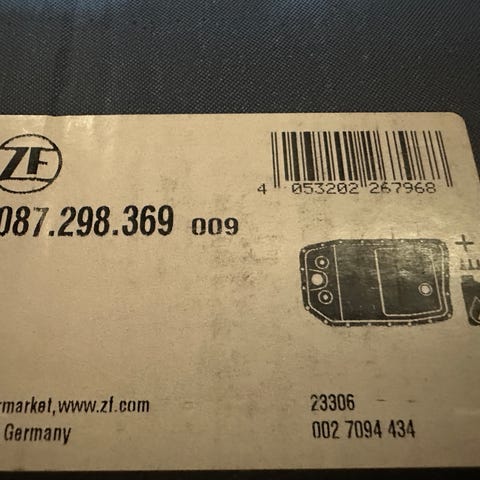 ZF
4 053202 267968
087.298.369 009
rmarket, www.zf.com
23306
Germany
002 7094 434